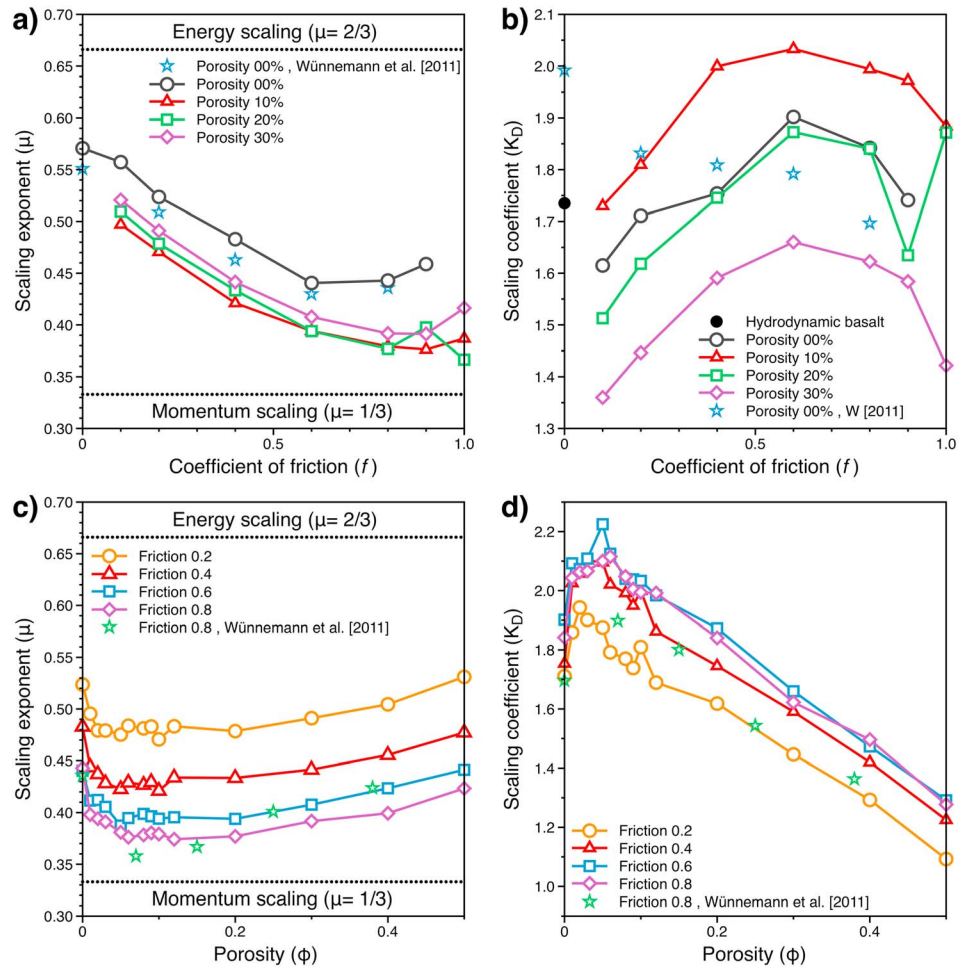 a)
0.70
0.65
0.60
0.55
0.50
0.45
0.40
0.35
0.30
Scaling exponent (μ)
Energy scaling (μ= 2/3)
Porosity 00% , Wünnemann et al. [2011]
Porosity 00%
Porosity 10%
Porosity 20%
Porosity 30%
Momentum scaling (μ= 1/3)
0 0.5 1.0
Coefficient of friction (f)
b)
2.1
2.0
1.9
1.8
1.7
1.6
1.5
1.4
1.3
Scaling coefficient (K_D)
Hydrodynamic basalt
Porosity 00%
Porosity 10%
Porosity 20%
Porosity 30%
Porosity 00% , W [2011]
0 0.5 1.0
Coefficient of friction (f)
c)
0.70
0.65
0.60
0.55
0.50
0.45
0.40
0.35
0.30
Scaling exponent (μ)
Energy scaling (μ= 2/3)
Friction 0.2
Friction 0.4
Friction 0.6
Friction 0.8
Friction 0.8 , Wünnemann et al. [2011]
Momentum scaling (μ= 1/3)
0 0.2 0.4
Porosity (ϕ)
d)
2.2
2.0
1.8
1.6
1.4
1.2
1.0
Scaling coefficient (K_D)
Friction 0.2
Friction 0.4
Friction 0.6
Friction 0.8
Friction 0.8 , Wünnemann et al. [2011]
0 0.2 0.4
Porosity (ϕ)